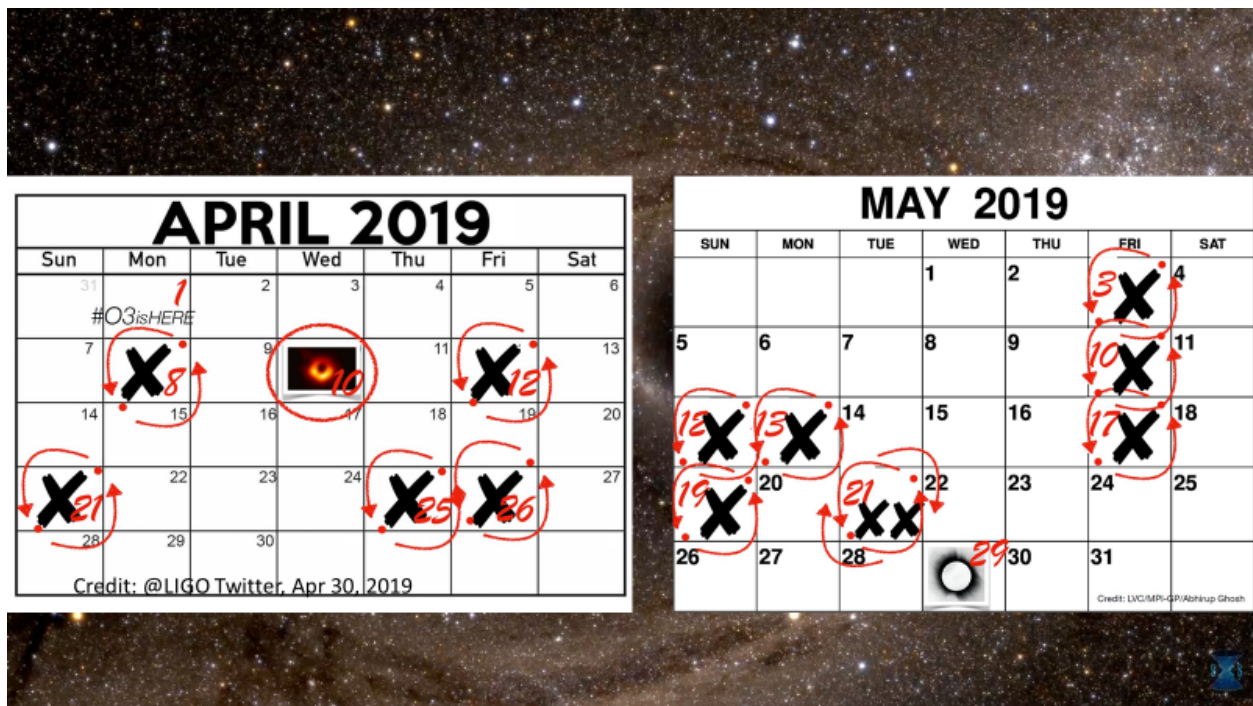 APRIL 2019
Sun Mon Tue Wed Thu Fri Sat
31 1 2 3 4 5 6
#O3isHERE
7 8 9 10 11 12 13
14 15 16 17 18 19 20
21 22 23 24 25 26 27
28 29 30
Credit: @LIGO Twitter, Apr 30, 2019
MAY 2019
SUN MON TUE WED THU FRI SAT
1 2 3 4
5 6 7 8 9 10 11
12 13 14 15 16 17 18
19 20 21 22 23 24 25
26 27 28 29 30 31
Credit: LVC/MPI-GP/Abhirup Ghosh